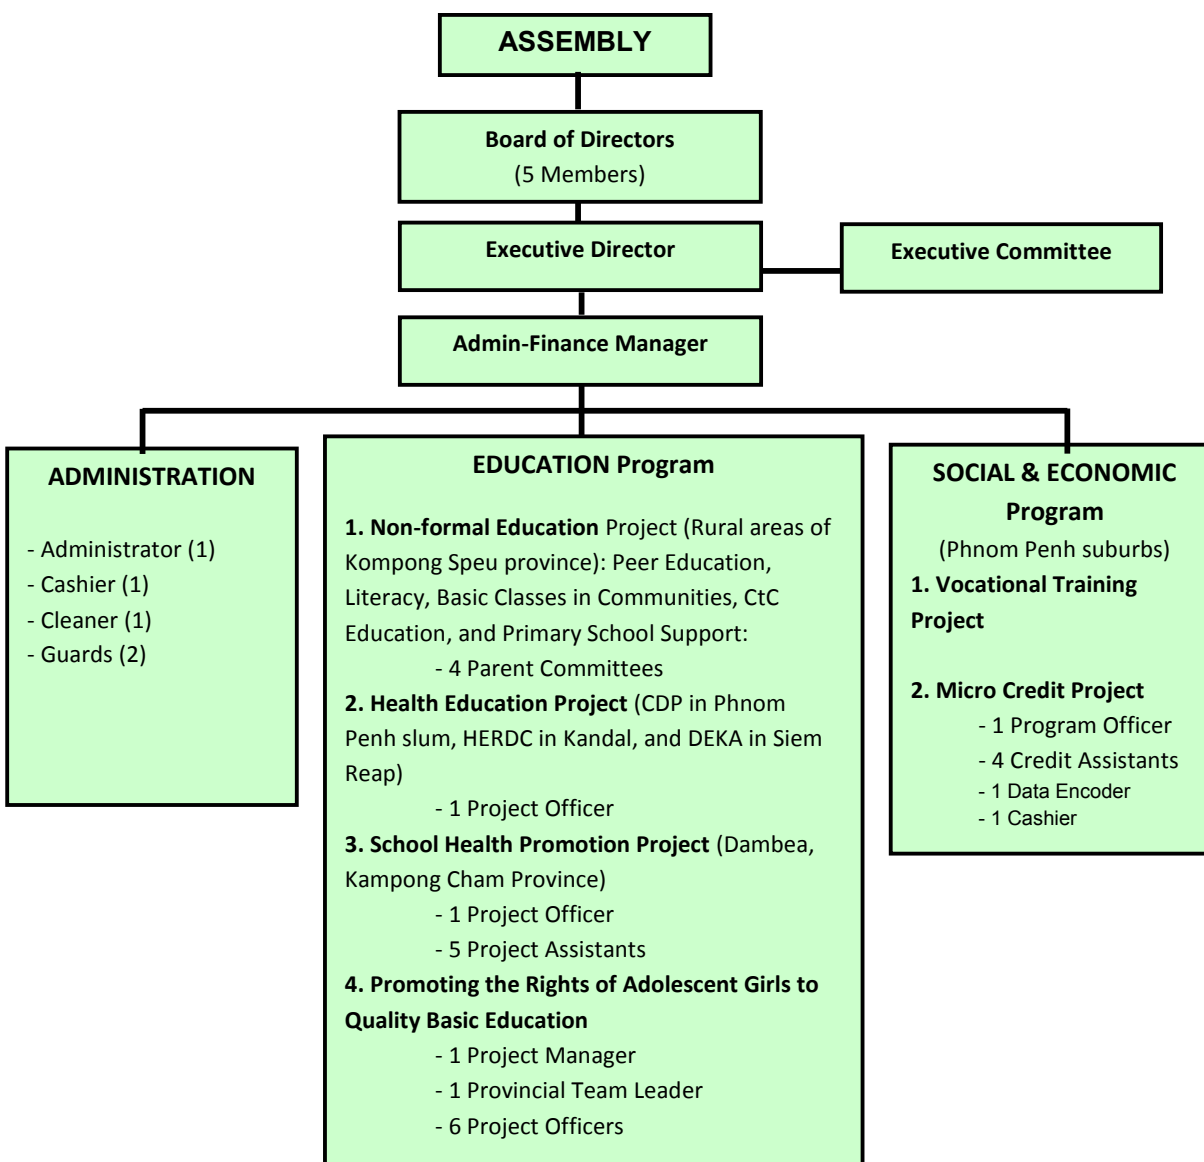 ASSEMBLY
Board of Directors
(5 Members)
Executive Director
Executive Committee
Admin-Finance Manager
ADMINISTRATION
- Administrator (1)
- Cashier (1)
- Cleaner (1)
- Guards (2)
EDUCATION Program
1. Non-formal Education Project (Rural areas of
Kompong Speu province): Peer Education,
Literacy, Basic Classes in Communities, CtC
Education, and Primary School Support:
- 4 Parent Committees
2. Health Education Project (CDP in Phnom
Penh slum, HERDC in Kandal, and DEKA in Siem
Reap)
- 1 Project Officer
3. School Health Promotion Project (Dambea,
Kampong Cham Province)
- 1 Project Officer
- 5 Project Assistants
4. Promoting the Rights of Adolescent Girls to
Quality Basic Education
- 1 Project Manager
- 1 Provincial Team Leader
- 6 Project Officers
SOCIAL & ECONOMIC
Program
(Phnom Penh suburbs)
1. Vocational Training
Project
2. Micro Credit Project
- 1 Program Officer
- 4 Credit Assistants
- 1 Data Encoder
- 1 Cashier